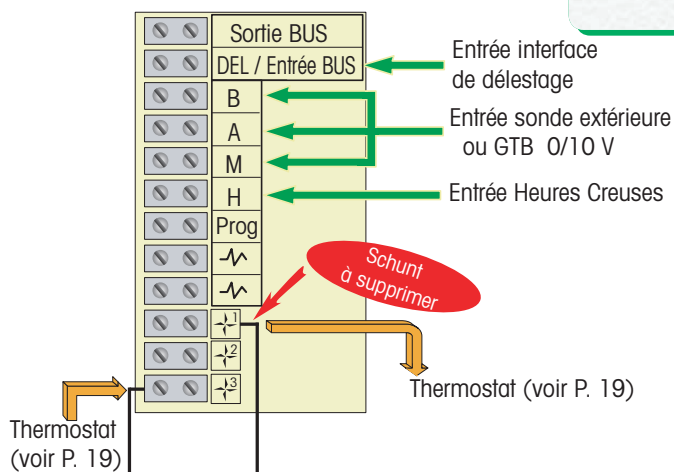 Sortie BUS
DEL / Entrée BUS
B
A
M
H
Prog
1
2
3
Entrée interface
de délestage
Entrée sonde extérieure
ou GTB 0/10 V
Entrée Heures Creuses
Schunt
à supprimer
Thermostat (voir P. 19)
Thermostat
(voir P. 19)